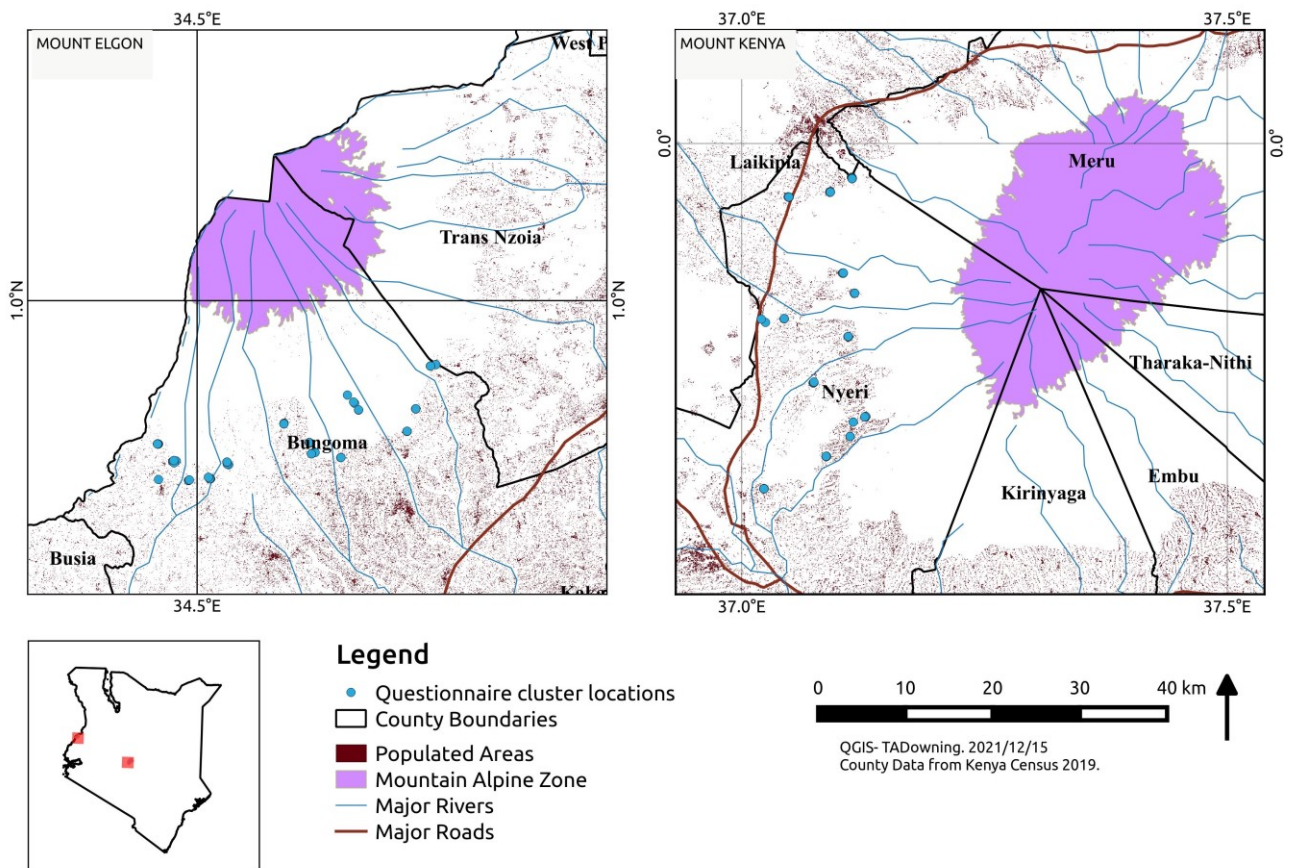 34.5°E
37.0°E
37.5°E
MOUNT ELGON
West P
MOUNT KENYA
0.0°
0.0°
Laikipia
Meru
Trans Nzoia
1.0°N
1.0°N
Tharaka-Nithi
Nyeri
Bungoma
Embu
Kirinyaga
Busia
Kaka
34.5°E
37.0°E
37.5°E
Legend
Questionnaire cluster locations
County Boundaries
Populated Areas
Mountain Alpine Zone
Major Rivers
Major Roads
0 10 20 30 40 km
QGIS- TADowning. 2021/12/15
County Data from Kenya Census 2019.